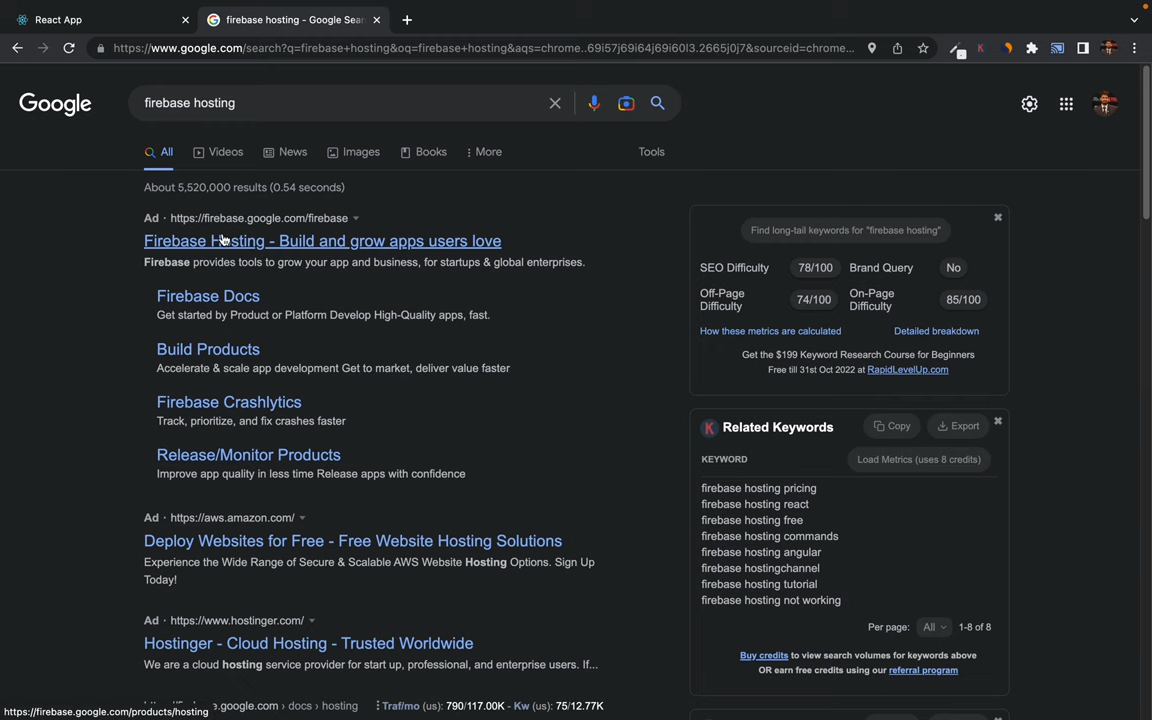 React App
firebase hosting - Google Sear
https://www.google.com/search?q=firebase+hosting&oq=firebase+hosting&aqs=chrome..69i57j69i64j69i60l3.2665j0j7&sourceid=chrome...
Google
firebase hosting
All
Videos
News
Images
Books
More
Tools
About 5,520,000 results (0.54 seconds)
Ad · https://firebase.google.com/firebase
Firebase Hosting - Build and grow apps users love
Firebase provides tools to grow your app and business, for startups & global enterprises.
Firebase Docs
Get started by Product or Platform Develop High-Quality apps, fast.
Build Products
Accelerate & scale app development Get to market, deliver value faster
Firebase Crashlytics
Track, prioritize, and fix crashes faster
Release/Monitor Products
Improve app quality in less time Release apps with confidence
Ad · https://aws.amazon.com/
Deploy Websites for Free - Free Website Hosting Solutions
Experience the Wide Range of Secure & Scalable AWS Website Hosting Options. Sign Up
Today!
Ad · https://www.hostinger.com/
Hostinger - Cloud Hosting - Trusted Worldwide
We are a cloud hosting service provider for start up, professional, and enterprise users. If...
.google.com › docs › hosting
Traf/mo (us): 790/117.00K - Kw (us): 75/12.77K
https://firebase.google.com/products/hosting
Find long-tail keywords for "firebase hosting"
SEO Difficulty 78/100 Brand Query No
Off-Page Difficulty 74/100 On-Page Difficulty 85/100
How these metrics are calculated Detailed breakdown
Get the $199 Keyword Research Course for Beginners
Free till 31st Oct 2022 at RapidLevelUp.com
K Related Keywords Copy Export
KEYWORD Load Metrics (uses 8 credits)
firebase hosting pricing
firebase hosting react
firebase hosting free
firebase hosting commands
firebase hosting angular
firebase hostingchannel
firebase hosting tutorial
firebase hosting not working
Per page: All 1-8 of 8
Buy credits to view search volumes for keywords above
OR earn free credits using our referral program